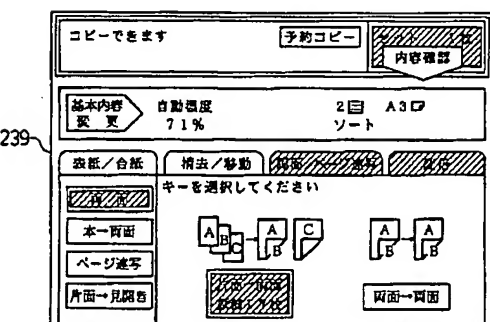 コピーできます
予約コピー
内容確認
基本内容
変更
自動濃度
2
A3
71%
ソート
239
表紙/合紙
消去/移動
キーを選択してください
本→両面
ページ連写
片面→見開き
A
B
C
A
B
C
A
B
A
B
両面→両面